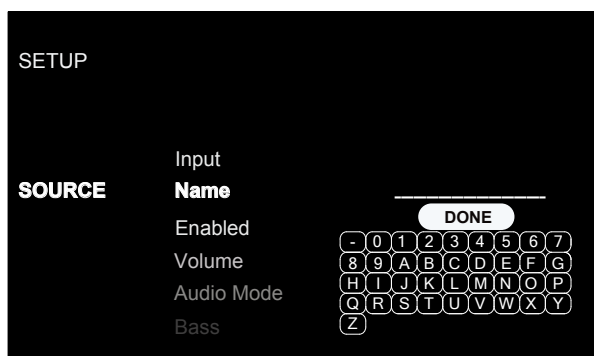 SETUP
Input
SOURCE Name ______________
DONE
Enabled
- 0 1 2 3 4 5 6 7
Volume
8 9 A B C D E F G
Audio Mode
H I J K L M N O P
Q R S T U V W X Y
Bass
Z